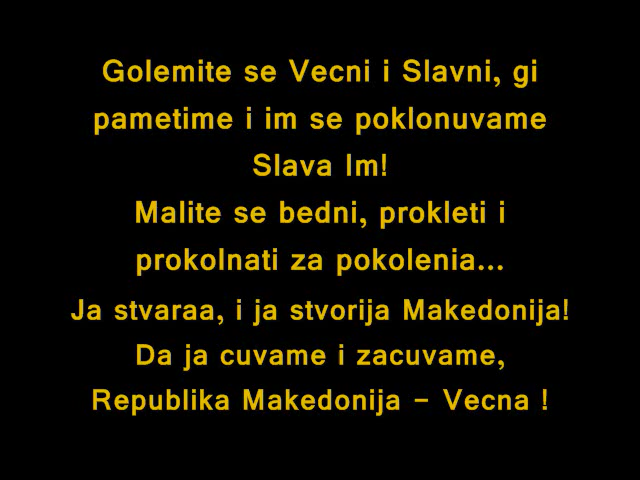 Golemite se Vecni i Slavni, gi
pametime i im se poklonuvame
Slava Im!
Malite se bedni, prokleti i
prokolnati za pokolenia...
Ja stvaraa, i ja stvorija Makedonija!
Da ja cuvame i zacuvame,
Republika Makedonija - Vecna !